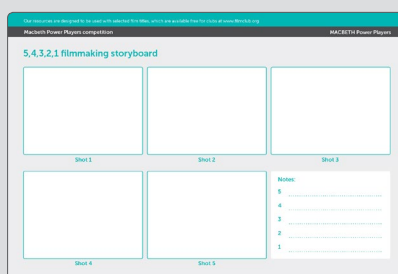 Our resources are designed to be used with selected film titles, which are available free for clubs at www.filmclub.org
Macbeth Power Players competition
MACBETH Power Players
5,4,3,2,1 filmmaking storyboard
Shot 1
Shot 2
Shot 3
Shot 4
Shot 5
Notes:
5
4
3
2
1